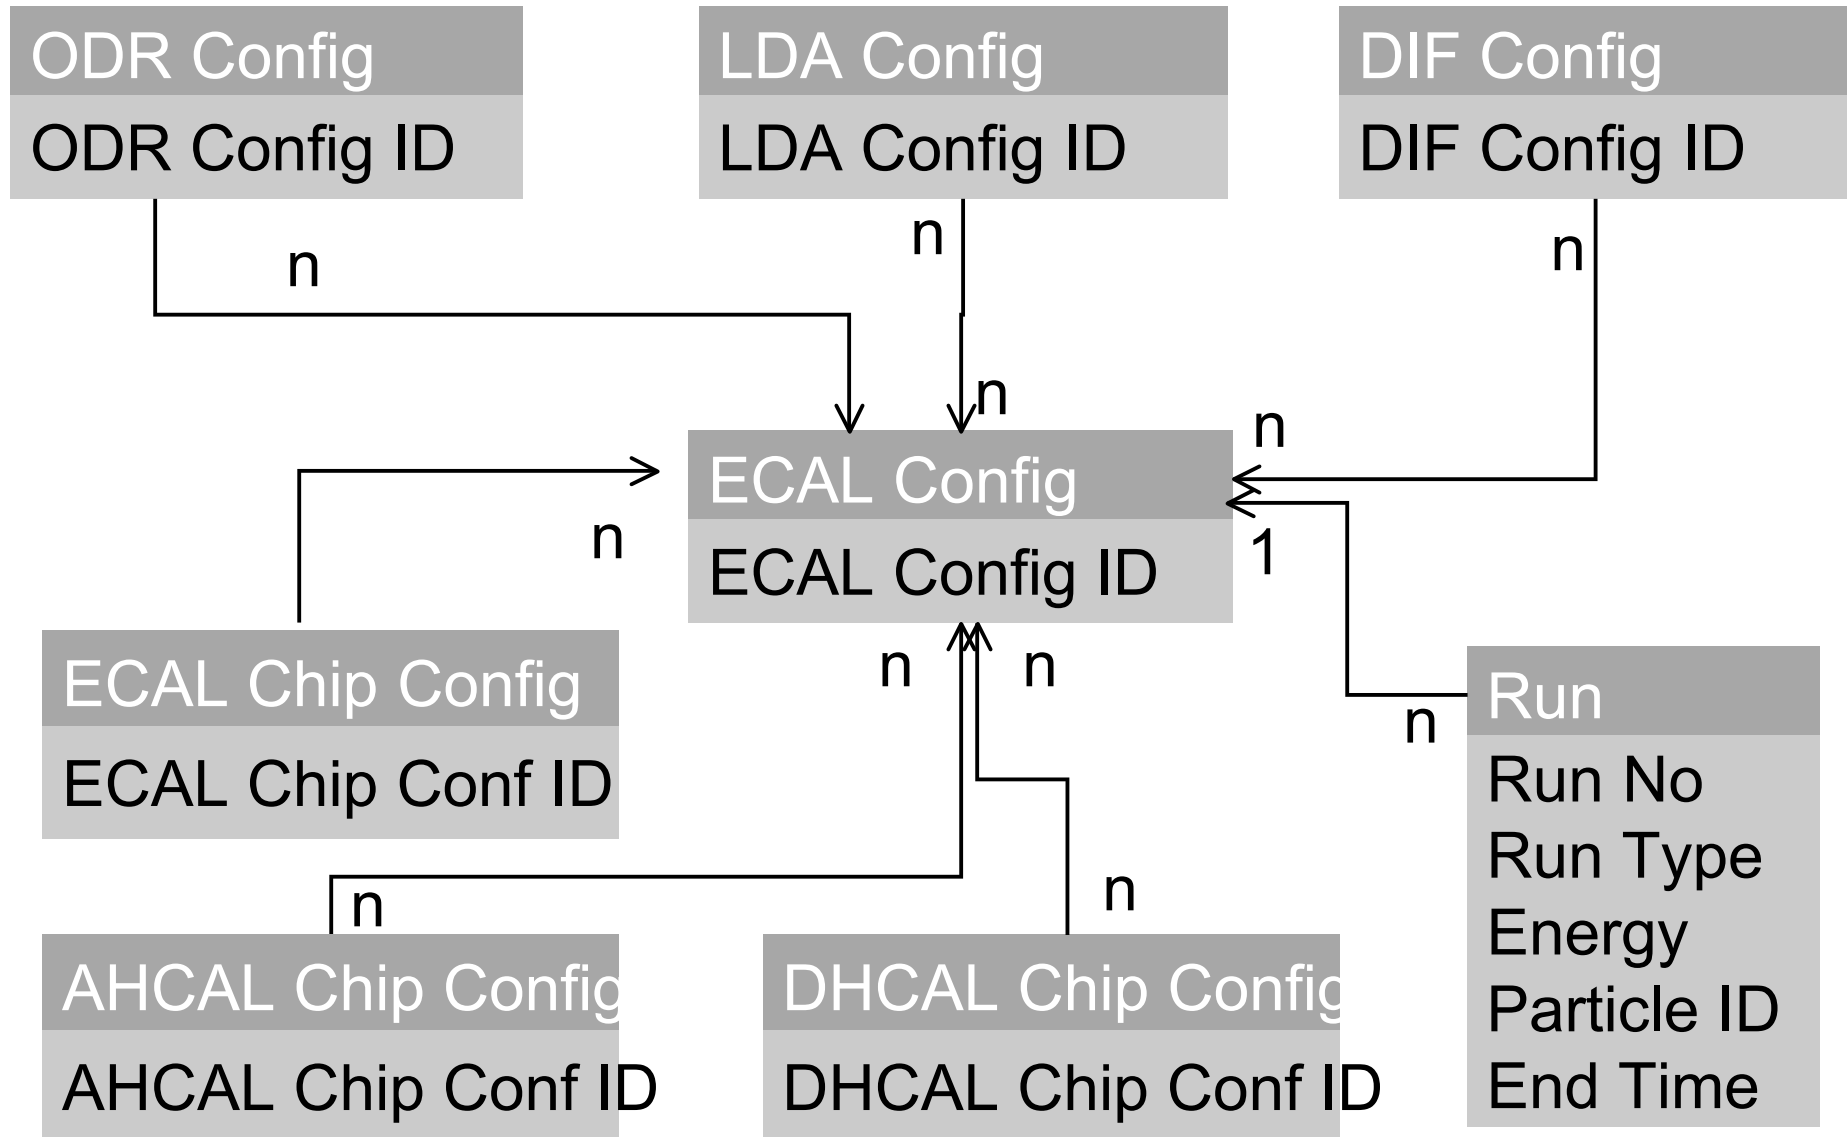 ODR Config
ODR Config ID
LDA Config
LDA Config ID
DIF Config
DIF Config ID
n
n
n
n
n
ECAL Config
ECAL Config ID
n
1
ECAL Chip Config
ECAL Chip Conf ID
n
n
n
Run
Run No
Run Type
Energy
Particle ID
End Time
n
n
AHCAL Chip Config
AHCAL Chip Conf ID
DHCAL Chip Config
DHCAL Chip Conf ID